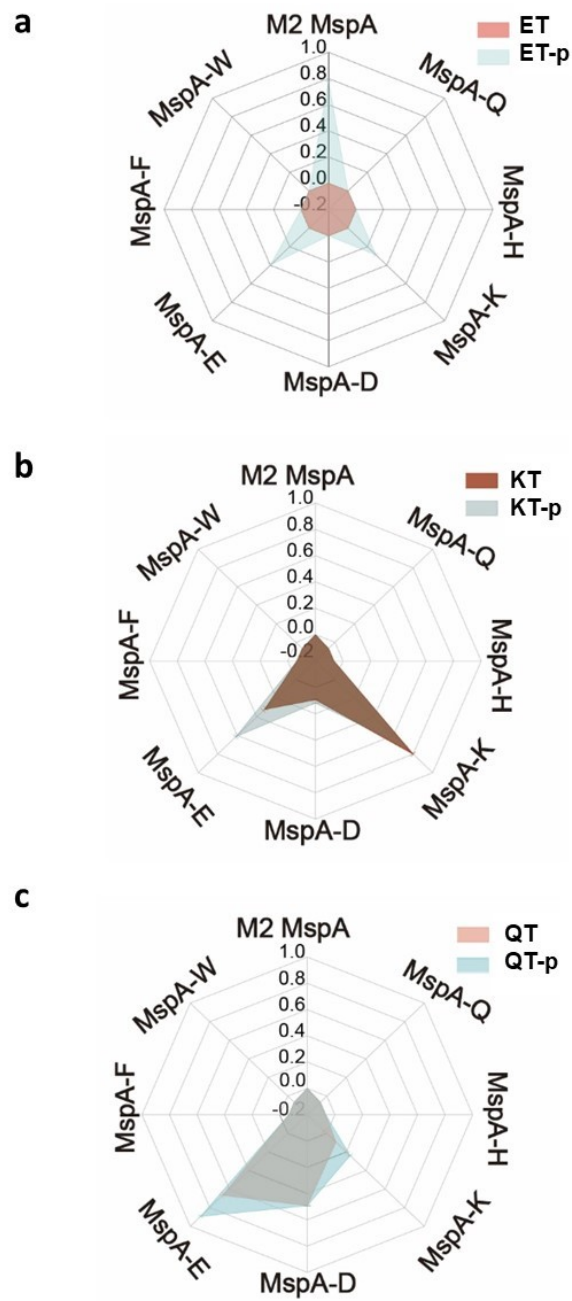 a
M2 MspA
ET
ET-p
1.0
0.8
0.6
0.4
0.2
0.0
-0.2
MspA-Q
MspA-H
MspA-K
MspA-D
MspA-E
MspA-F
MspA-W
b
M2 MspA
KT
KT-p
1.0
0.8
0.6
0.4
0.2
0.0
-0.2
MspA-Q
MspA-H
MspA-K
MspA-D
MspA-E
MspA-F
MspA-W
c
M2 MspA
QT
QT-p
1.0
0.8
0.6
0.4
0.2
0.0
-0.2
MspA-Q
MspA-H
MspA-K
MspA-D
MspA-E
MspA-F
MspA-W